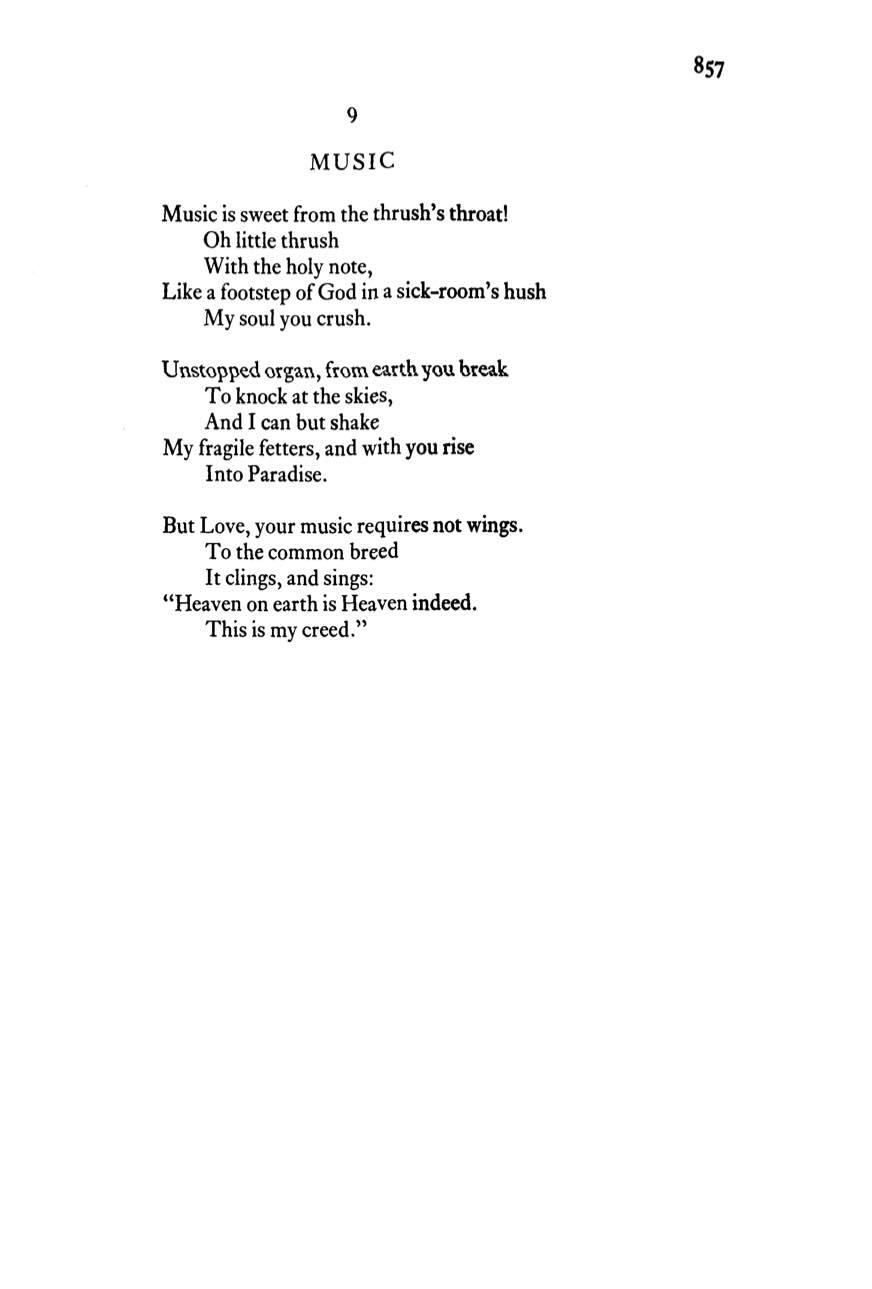 857
9
MUSIC
Music is sweet from the thrush's throat!
Oh little thrush
With the holy note,
Like a footstep of God in a sick-room's hush
My soul you crush.
Unstopped organ, from earth you break
To knock at the skies,
And I can but shake
My fragile fetters, and with you rise
Into Paradise.
But Love, your music requires not wings.
To the common breed
It clings, and sings:
“Heaven on earth is Heaven indeed.
This is my creed.”